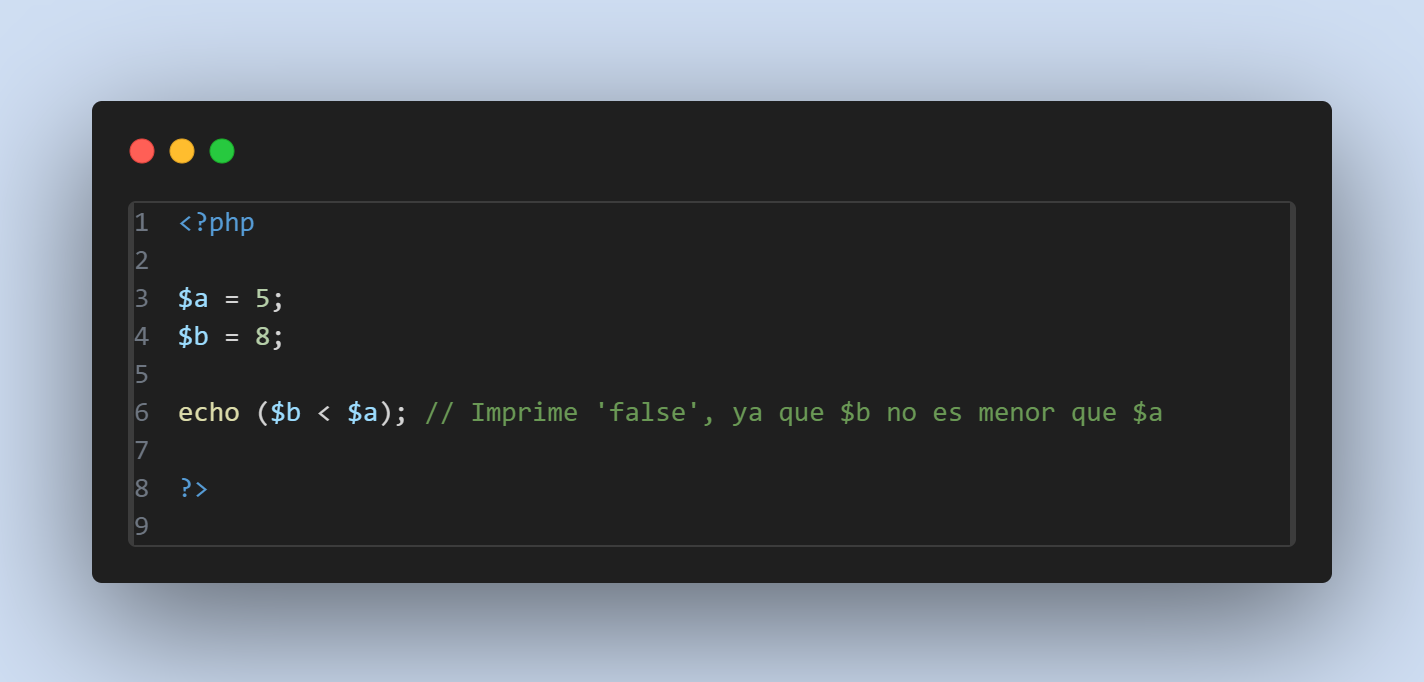 1 <?php
2
3 $a = 5;
4 $b = 8;
5
6 echo ($b < $a); // Imprime 'false', ya que $b no es menor que $a
7
8 ?>
9